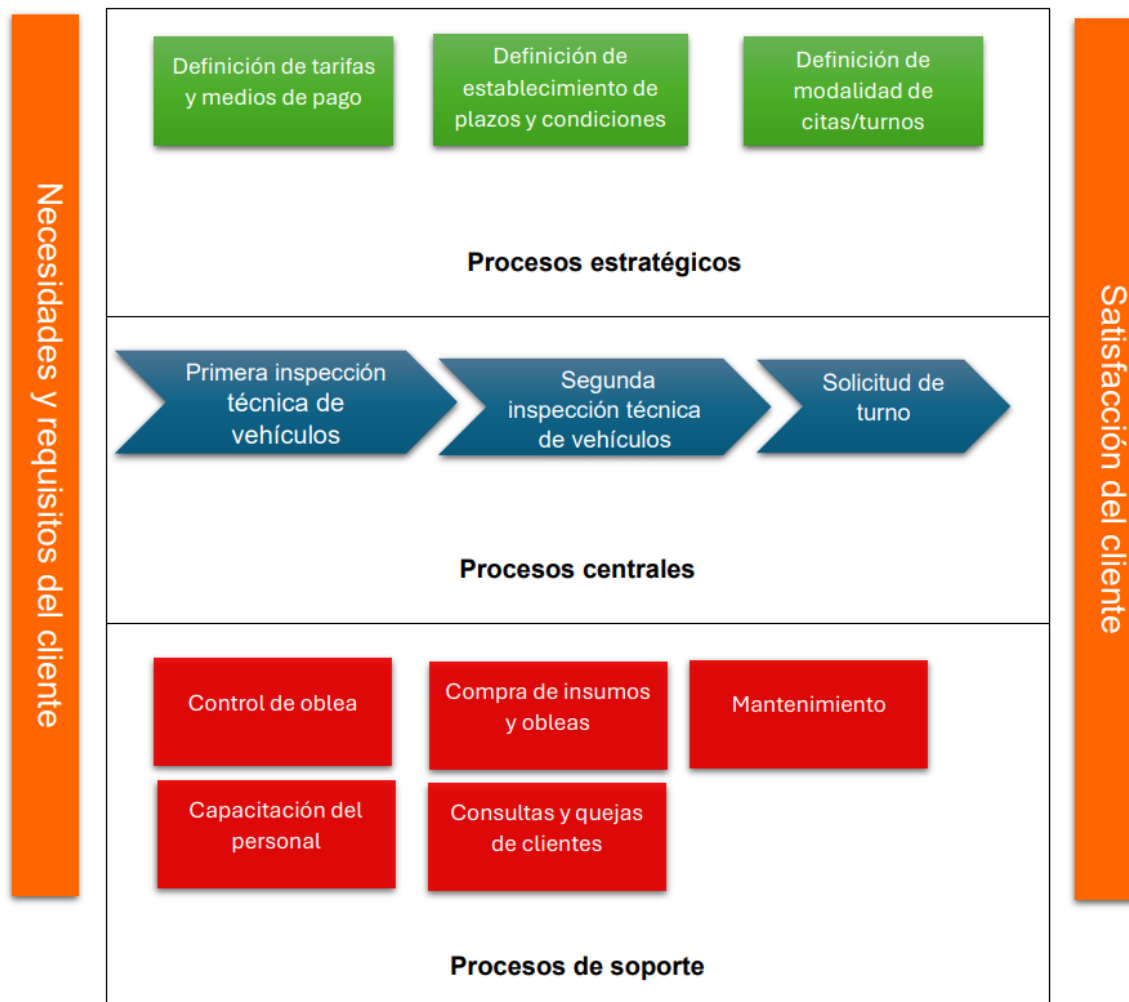 Necesidades y requisitos del cliente
Definición de tarifas
y medios de pago
Definición de
establecimiento de
plazos y condiciones
Definición de
modalidad de
citas/turnos
Procesos estratégicos
Primera inspección
técnica de
vehículos
Segunda
inspección técnica
de vehículos
Solicitud de
turno
Procesos centrales
Control de oblea
Compra de insumos
y obleas
Mantenimiento
Capacitación del
personal
Consultas y quejas
de clientes
Procesos de soporte
Satisfacción del cliente